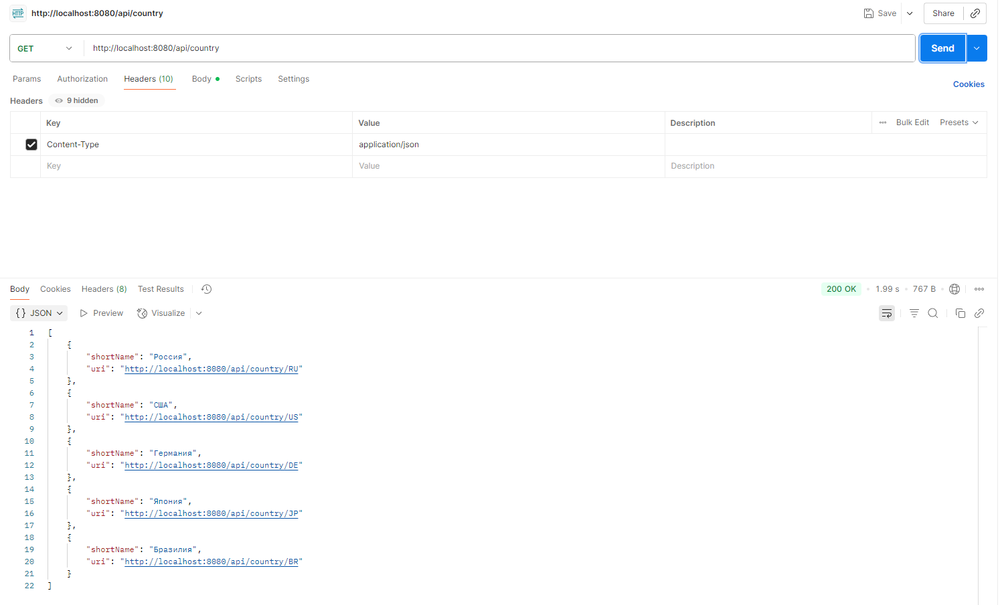 HTTP http://localhost:8080/api/country Save Share
GET http://localhost:8080/api/country Send
Params Authorization Headers (10) Body Scripts Settings Cookies
Headers 9 hidden
Key Value Description Bulk Edit Presets
Content-Type application/json
Key Value Description
Body Cookies Headers (8) Test Results 200 OK 1.99 s 767 B
{} JSON Preview Visualize
1 [
2 {
3 "shortName": "Россия",
4 "uri": "http://localhost:8080/api/country/RU"
5 },
6 {
7 "shortName": "США",
8 "uri": "http://localhost:8080/api/country/US"
9 },
10 {
11 "shortName": "Германия",
12 "uri": "http://localhost:8080/api/country/DE"
13 },
14 {
15 "shortName": "Япония",
16 "uri": "http://localhost:8080/api/country/JP"
17 },
18 {
19 "shortName": "Бразилия",
20 "uri": "http://localhost:8080/api/country/BR"
21 }
22 ]